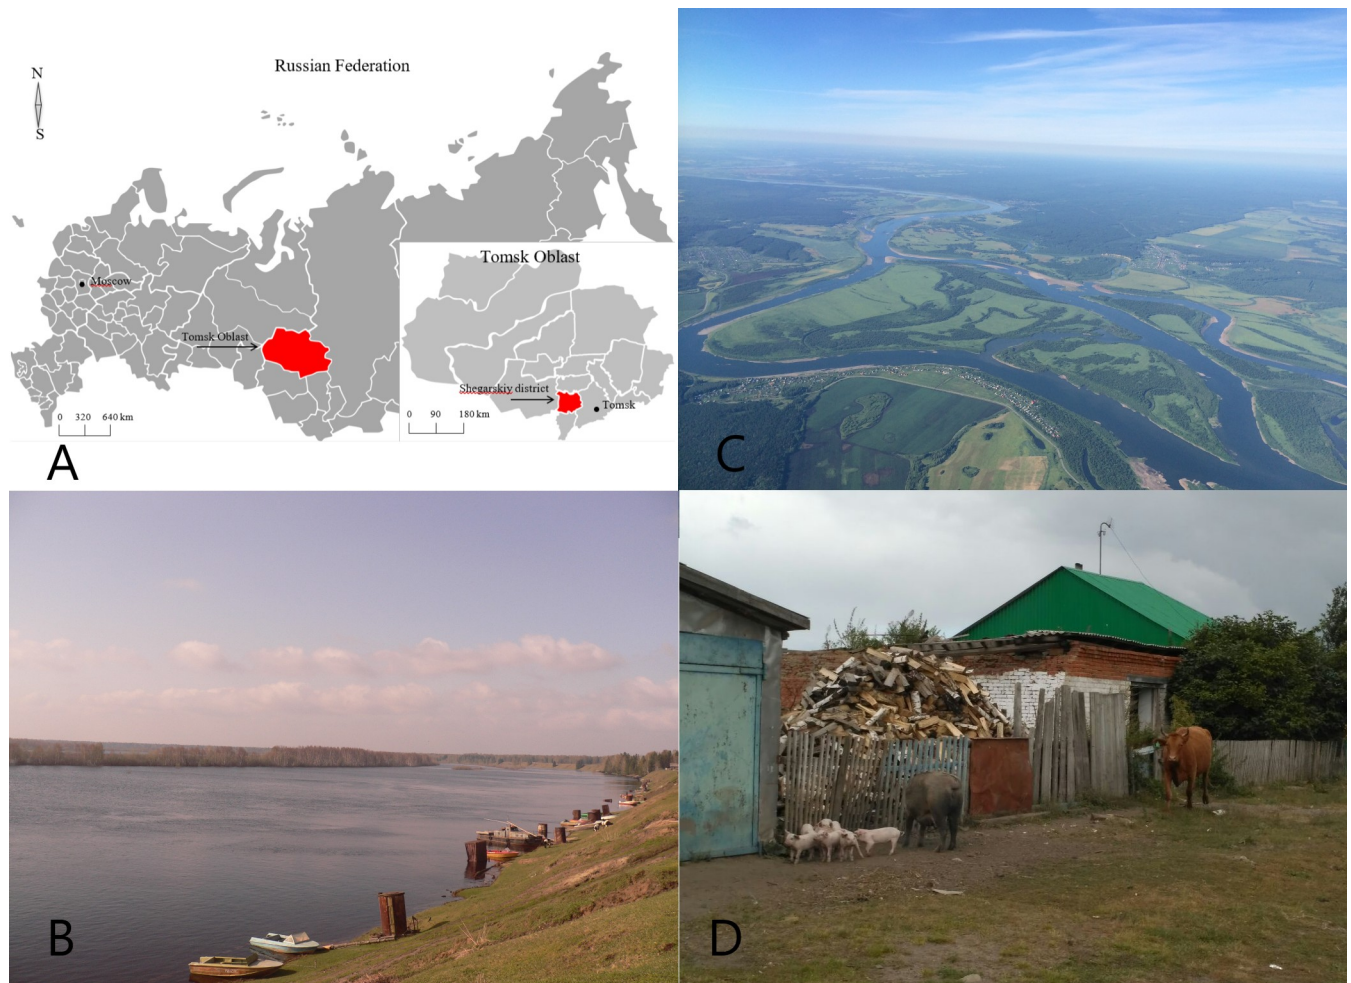 Russian Federation
N
S
Moscow
Tomsk Oblast
0 320 640 km
A
Tomsk Oblast
Shegarskiy district
Tomsk
0 90 180 km
C
B
D